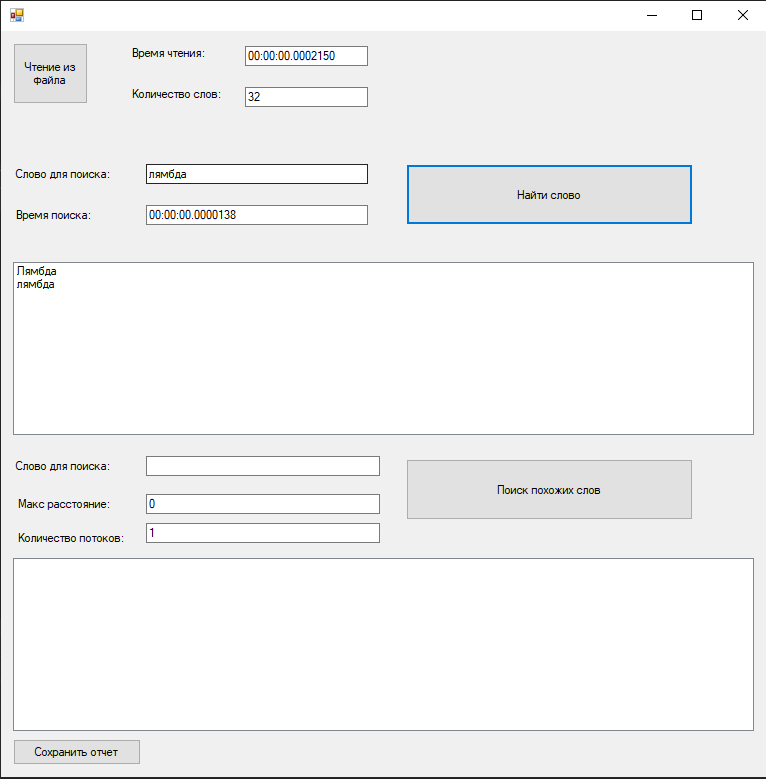 Чтение из
файла
Время чтения:
00:00:00.0002150
Количество слов:
32
Слово для поиска:
лямбда
Найти слово
Время поиска:
00:00:00.0000138
Лямбда
лямбда
Слово для поиска:
Поиск похожих слов
Макс расстояние:
0
Количество потоков:
1
Сохранить отчет